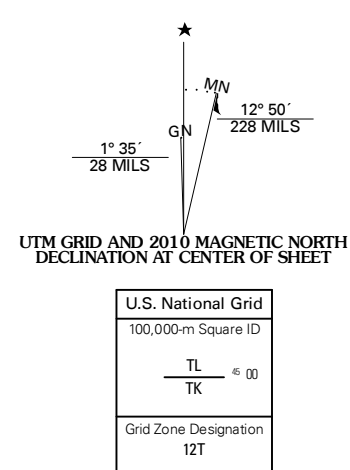 MN
GN
12° 50´
228 MILS
1° 35´
28 MILS
UTM GRID AND 2010 MAGNETIC NORTH
DECLINATION AT CENTER OF SHEET
U.S. National Grid
100,000-m Square ID
TL
45 00
TK
Grid Zone Designation
12T